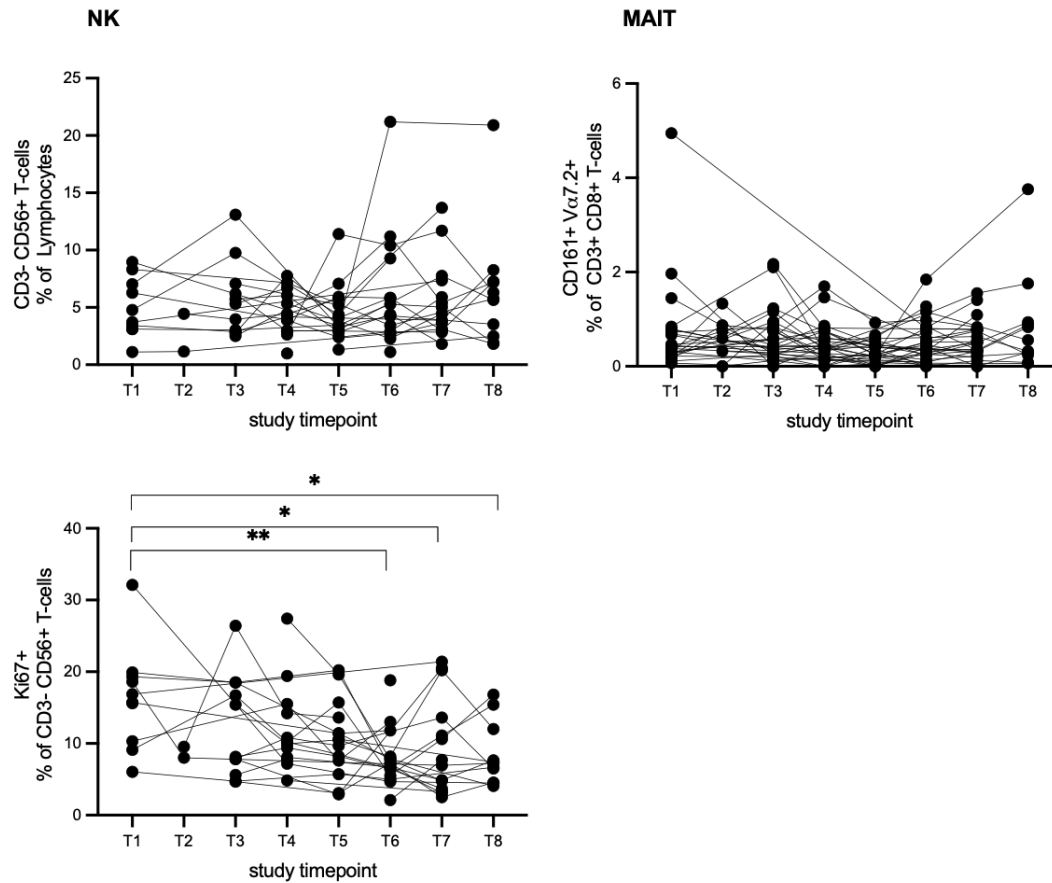 NK
MAIT
CD3- CD56+ T-cells
% of Lymphocytes
25
20
15
10
5
0
T1 T2 T3 T4 T5 T6 T7 T8
study timepoint
CD161+ Vα7.2+
% of CD3+ CD8+ T-cells
6
4
2
0
T1 T2 T3 T4 T5 T6 T7 T8
study timepoint
*
*
**
Ki67+
% of CD3- CD56+ T-cells
40
30
20
10
0
T1 T2 T3 T4 T5 T6 T7 T8
study timepoint